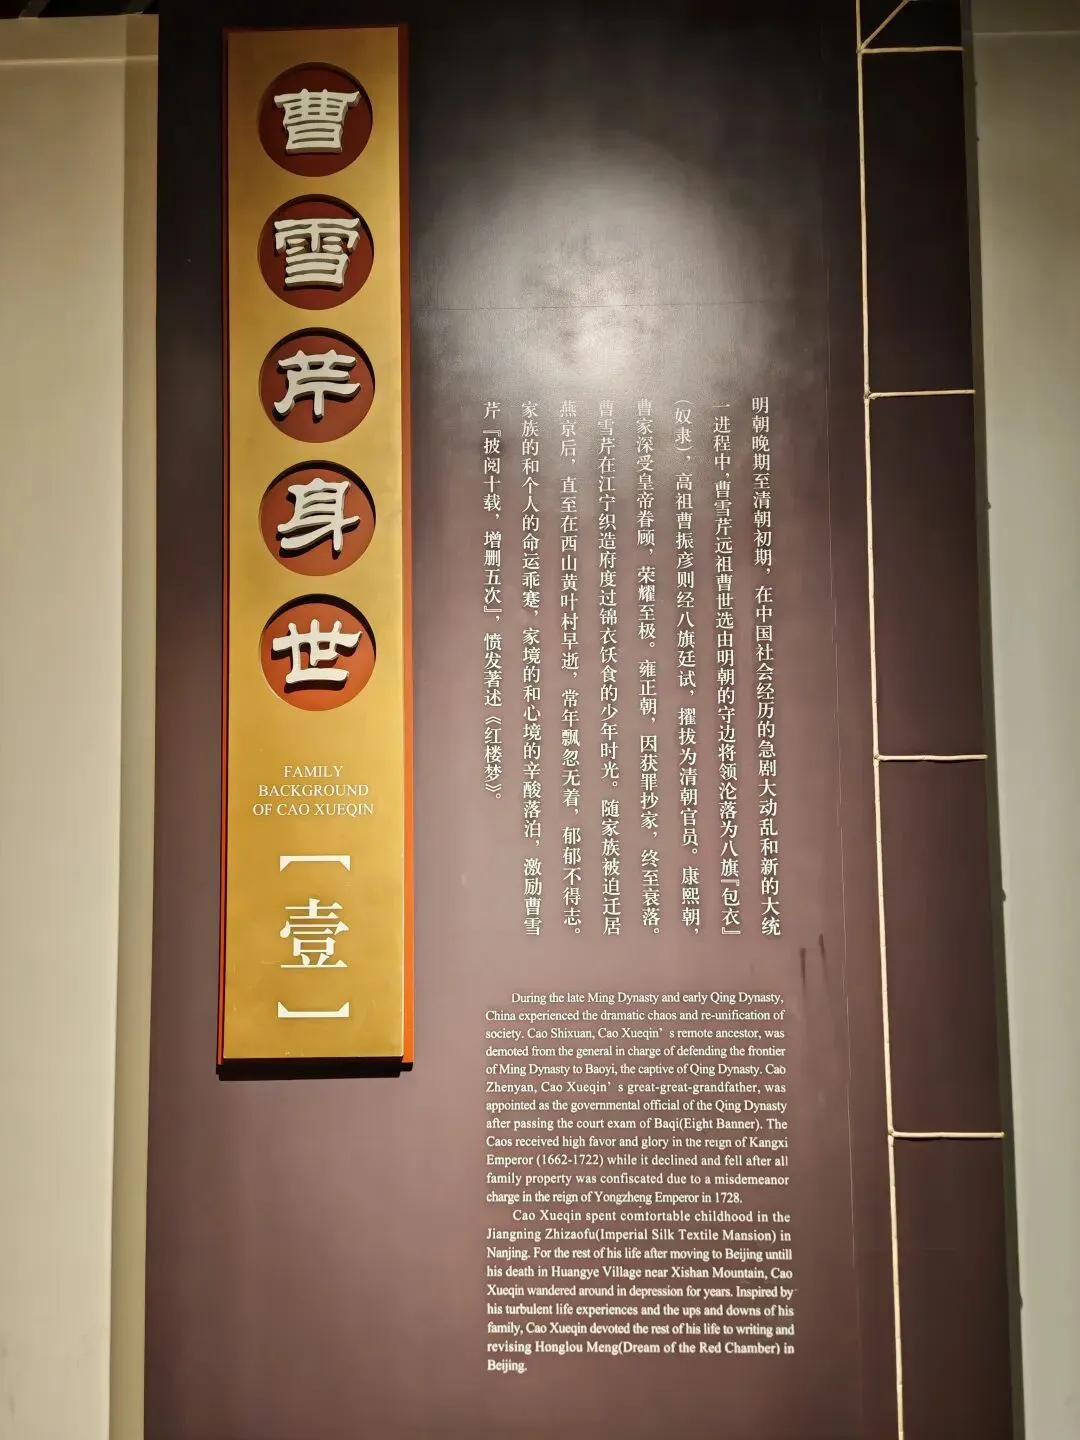 曹雪芹身世
FAMILY
BACKGROUND
OF CAO XUEQIN
[壹]
明朝晚期至清朝初期，在中国社会经历的急剧大动乱和新的大统
一进程中，曹雪芹远祖曹世选由明朝的守边将领沦落为八旗『包衣』
（奴隶），高祖曹振彦则经八旗廷试，擢拔为清朝官员。康熙朝，
曹家深受皇帝眷顾，荣耀至极。雍正朝，因获罪抄家，终至衰落。
曹雪芹在江宁织造府度过锦衣饫食的少年时光。随家族被迫迁居
燕京后，直至在西山黄叶村早逝，常年飘忽无着，郁郁不得志。
家族的和个人的命运乖蹇，家境的和心境的辛酸落泊，激励曹雪
芹『披阅十载，增删五次』，愤发著述《红楼梦》。
During the late Ming Dynasty and early Qing Dynasty,
China experienced the dramatic chaos and re-unification of
society. Cao Shixuan, Cao Xueqin’ s remote ancestor, was
demoted from the general in charge of defending the frontier
of Ming Dynasty to Baoyi, the captive of Qing Dynasty. Cao
Zhenyan, Cao Xueqin’ s great-great-grandfather, was
appointed as the governmental official of the Qing Dynasty
after passing the court exam of Baqi(Eight Banner). The
Caos received high favor and glory in the reign of Kangxi
Emperor (1662-1722) while it declined and fell after all
family property was confiscated due to a misdemeanor
charge in the reign of Yongzheng Emperor in 1728.
Cao Xueqin spent comfortable childhood in the
Jiangning Zhizaofu(Imperial Silk Textile Mansion) in
Nanjing. For the rest of his life after moving to Beijing untill
his death in Huangye Village near Xishan Mountain, Cao
Xueqin wandered around in depression for years. Inspired by
his turbulent life experiences and the ups and downs of his
family, Cao Xueqin devoted the rest of his life to writing and
revising Honglou Meng(Dream of the Red Chamber) in
Beijing.